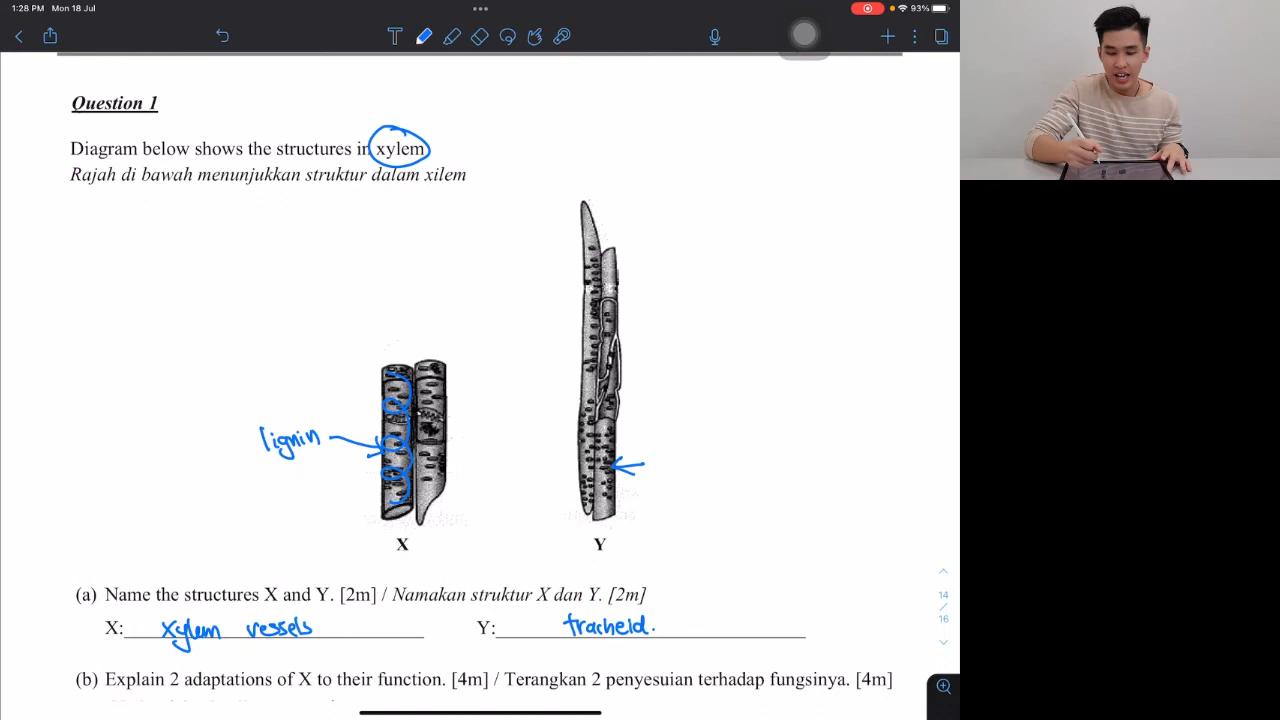 1:28 PM Mon 18 Jul
93%
Question 1
Diagram below shows the structures in xylem
Rajah di bawah menunjukkan struktur dalam xilem
lignin
X
Y
(a) Name the structures X and Y. [2m] / Namakan struktur X dan Y. [2m]
X: xylem vessels Y: tracheid.
14
/
16
(b) Explain 2 adaptations of X to their function. [4m] / Terangkan 2 penyesuian terhadap fungsinya. [4m]